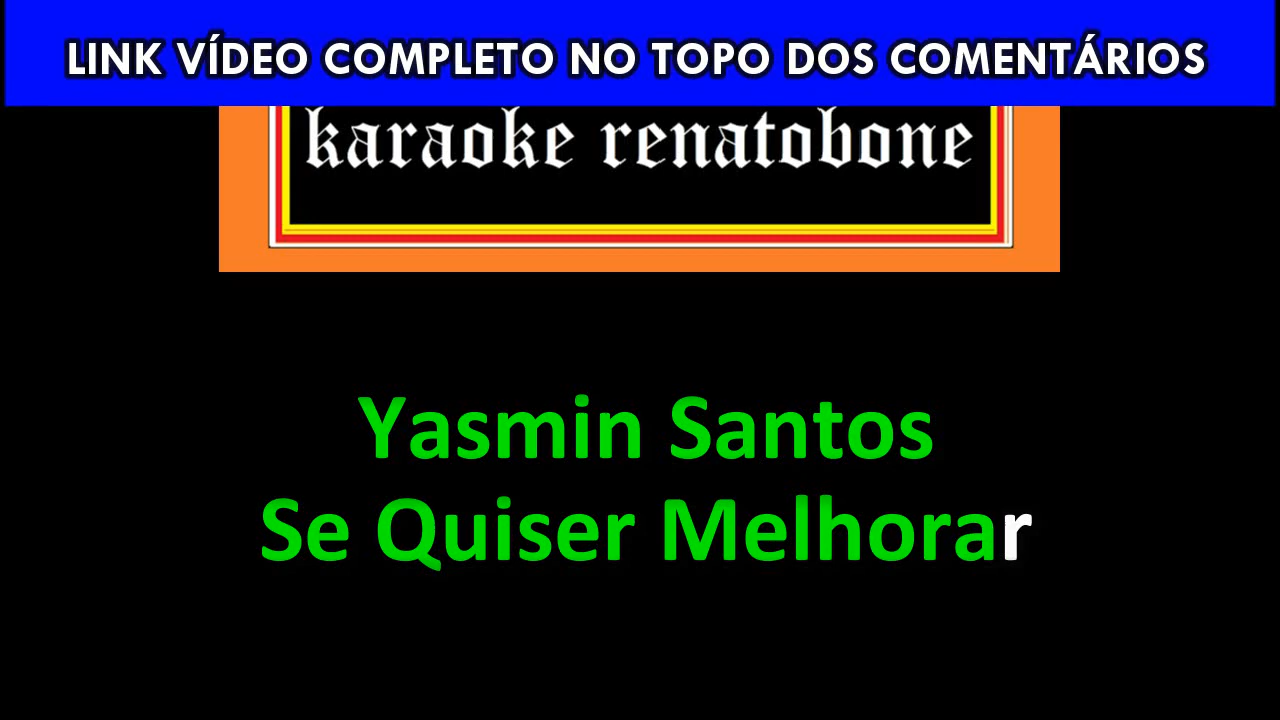 LINK VÍDEO COMPLETO NO TOPO DOS COMENTÁRIOS
karaoke renatobone
Yasmin Santos
Se Quiser Melhorar